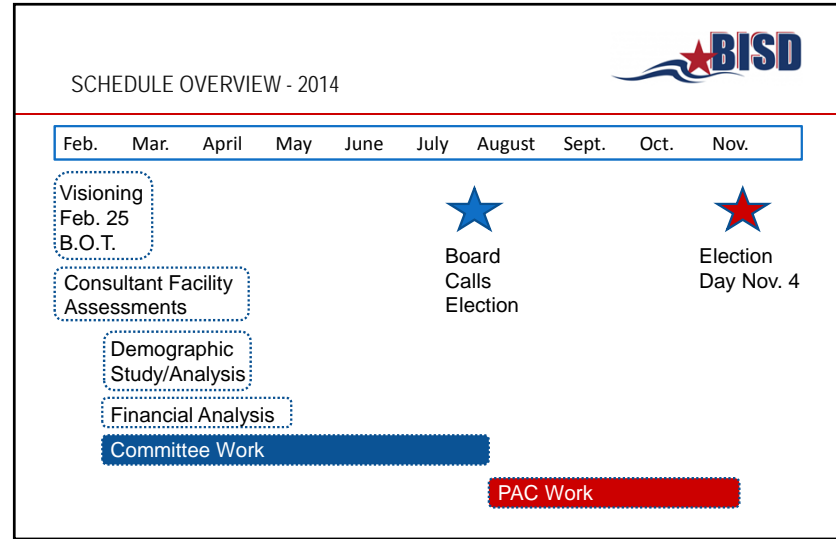 BISD
SCHEDULE OVERVIEW - 2014
Feb. Mar. April May June July August Sept. Oct. Nov.
Visioning
Feb. 25
B.O.T.
Board
Calls
Election
Election
Day Nov. 4
Consultant Facility
Assessments
Demographic
Study/Analysis
Financial Analysis
Committee Work
PAC Work